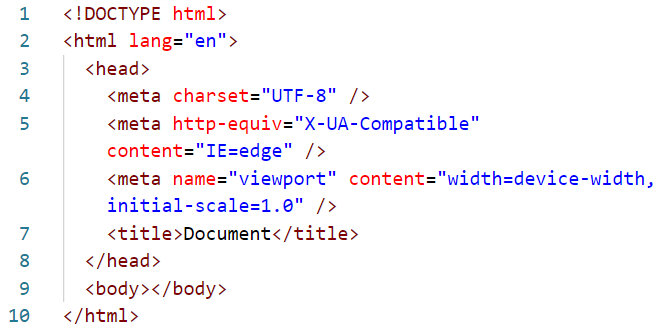 1 <!DOCTYPE html>
2 <html lang="en">
3 <head>
4 <meta charset="UTF-8" />
5 <meta http-equiv="X-UA-Compatible"
content="IE=edge" />
6 <meta name="viewport" content="width=device-width,
initial-scale=1.0" />
7 <title>Document</title>
8 </head>
9 <body></body>
10 </html>